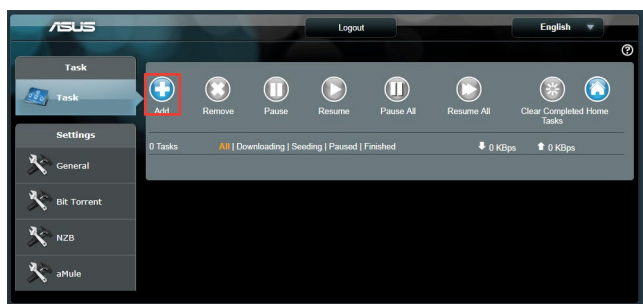 ASUS
Logout
English
Task
Task
Settings
General
Bit Torrent
NZB
aMule
Add
Remove
Pause
Resume
Pause All
Resume All
Clear Completed Tasks
Home
0 Tasks
All | Downloading | Seeding | Paused | Finished
0 KBps
0 KBps